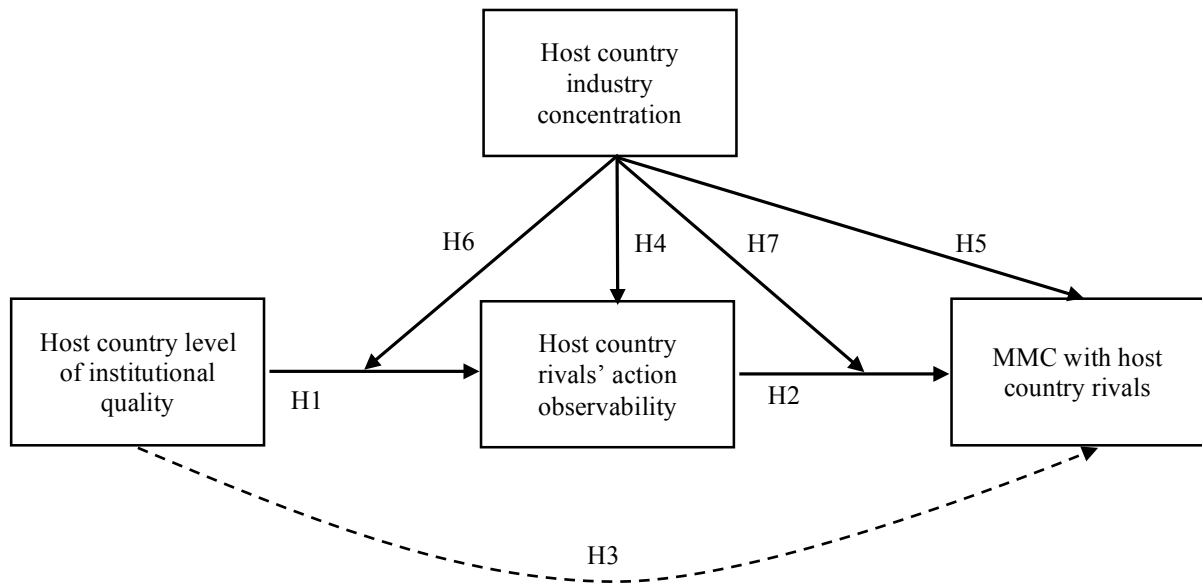 Host country
industry
concentration
H6
H4
H7
H5
Host country level
of institutional
quality
H1
Host country
rivals’ action
observability
H2
MMC with host
country rivals
H3